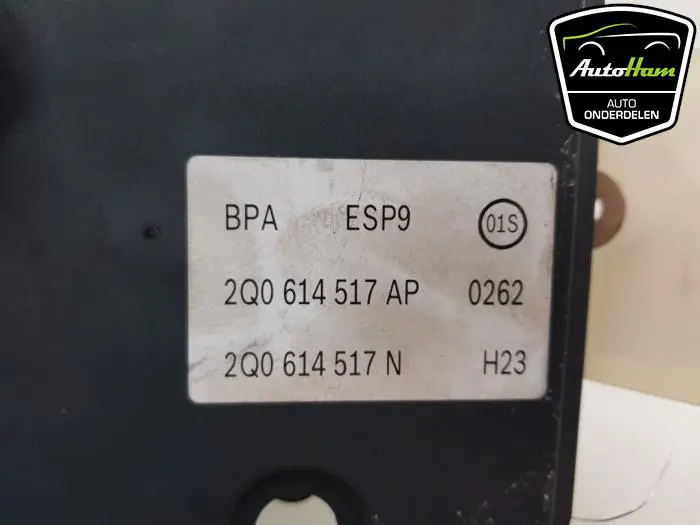 AutoHam
AUTO
ONDERDELEN
BPA ESP9 01S
2Q0 614 517 AP 0262
2Q0 614 517 N H23